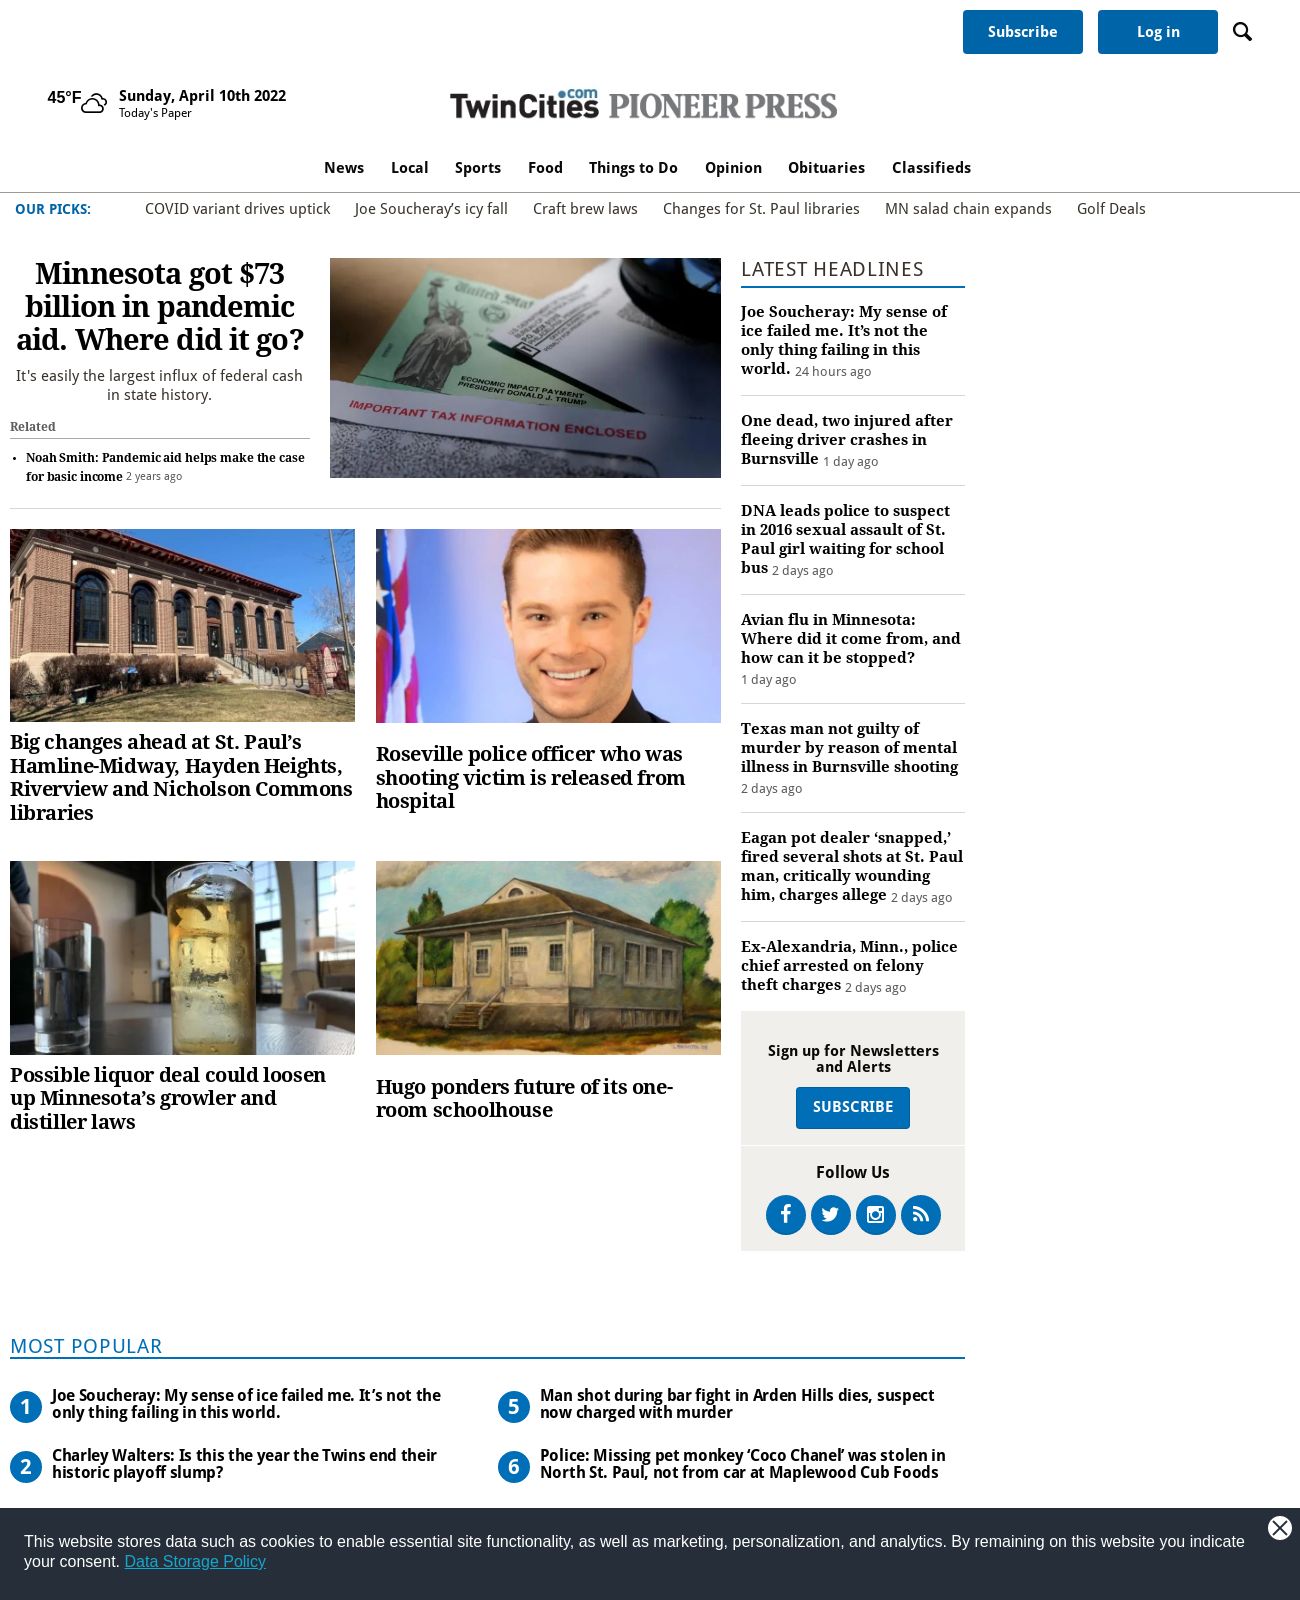 Subscribe
Log in
45°F
Sunday, April 10th 2022
Today's Paper
TwinCities.com PIONEER PRESS
News Local Sports Food Things to Do Opinion Obituaries Classifieds
OUR PICKS: COVID variant drives uptick Joe Soucheray’s icy fall Craft brew laws Changes for St. Paul libraries MN salad chain expands Golf Deals
Minnesota got $73
billion in pandemic
aid. Where did it go?
It's easily the largest influx of federal cash
in state history.
Related
• Noah Smith: Pandemic aid helps make the case
for basic income 2 years ago
United States
ECONOMIC IMPACT PAYMENT
PRESIDENT DONALD J. TRUMP
IMPORTANT TAX INFORMATION ENCLOSED
Big changes ahead at St. Paul’s
Hamline-Midway, Hayden Heights,
Riverview and Nicholson Commons
libraries
Roseville police officer who was
shooting victim is released from
hospital
Possible liquor deal could loosen
up Minnesota’s growler and
distiller laws
Hugo ponders future of its one-
room schoolhouse
LATEST HEADLINES
Joe Soucheray: My sense of
ice failed me. It’s not the
only thing failing in this
world. 24 hours ago
One dead, two injured after
fleeing driver crashes in
Burnsville 1 day ago
DNA leads police to suspect
in 2016 sexual assault of St.
Paul girl waiting for school
bus 2 days ago
Avian flu in Minnesota:
Where did it come from, and
how can it be stopped?
1 day ago
Texas man not guilty of
murder by reason of mental
illness in Burnsville shooting
2 days ago
Eagan pot dealer ‘snapped,’
fired several shots at St. Paul
man, critically wounding
him, charges allege 2 days ago
Ex-Alexandria, Minn., police
chief arrested on felony
theft charges 2 days ago
Sign up for Newsletters
and Alerts
SUBSCRIBE
Follow Us
MOST POPULAR
1 Joe Soucheray: My sense of ice failed me. It’s not the
only thing failing in this world.
2 Charley Walters: Is this the year the Twins end their
historic playoff slump?
5 Man shot during bar fight in Arden Hills dies, suspect
now charged with murder
6 Police: Missing pet monkey ‘Coco Chanel’ was stolen in
North St. Paul, not from car at Maplewood Cub Foods
This website stores data such as cookies to enable essential site functionality, as well as marketing, personalization, and analytics. By remaining on this website you indicate
your consent. Data Storage Policy